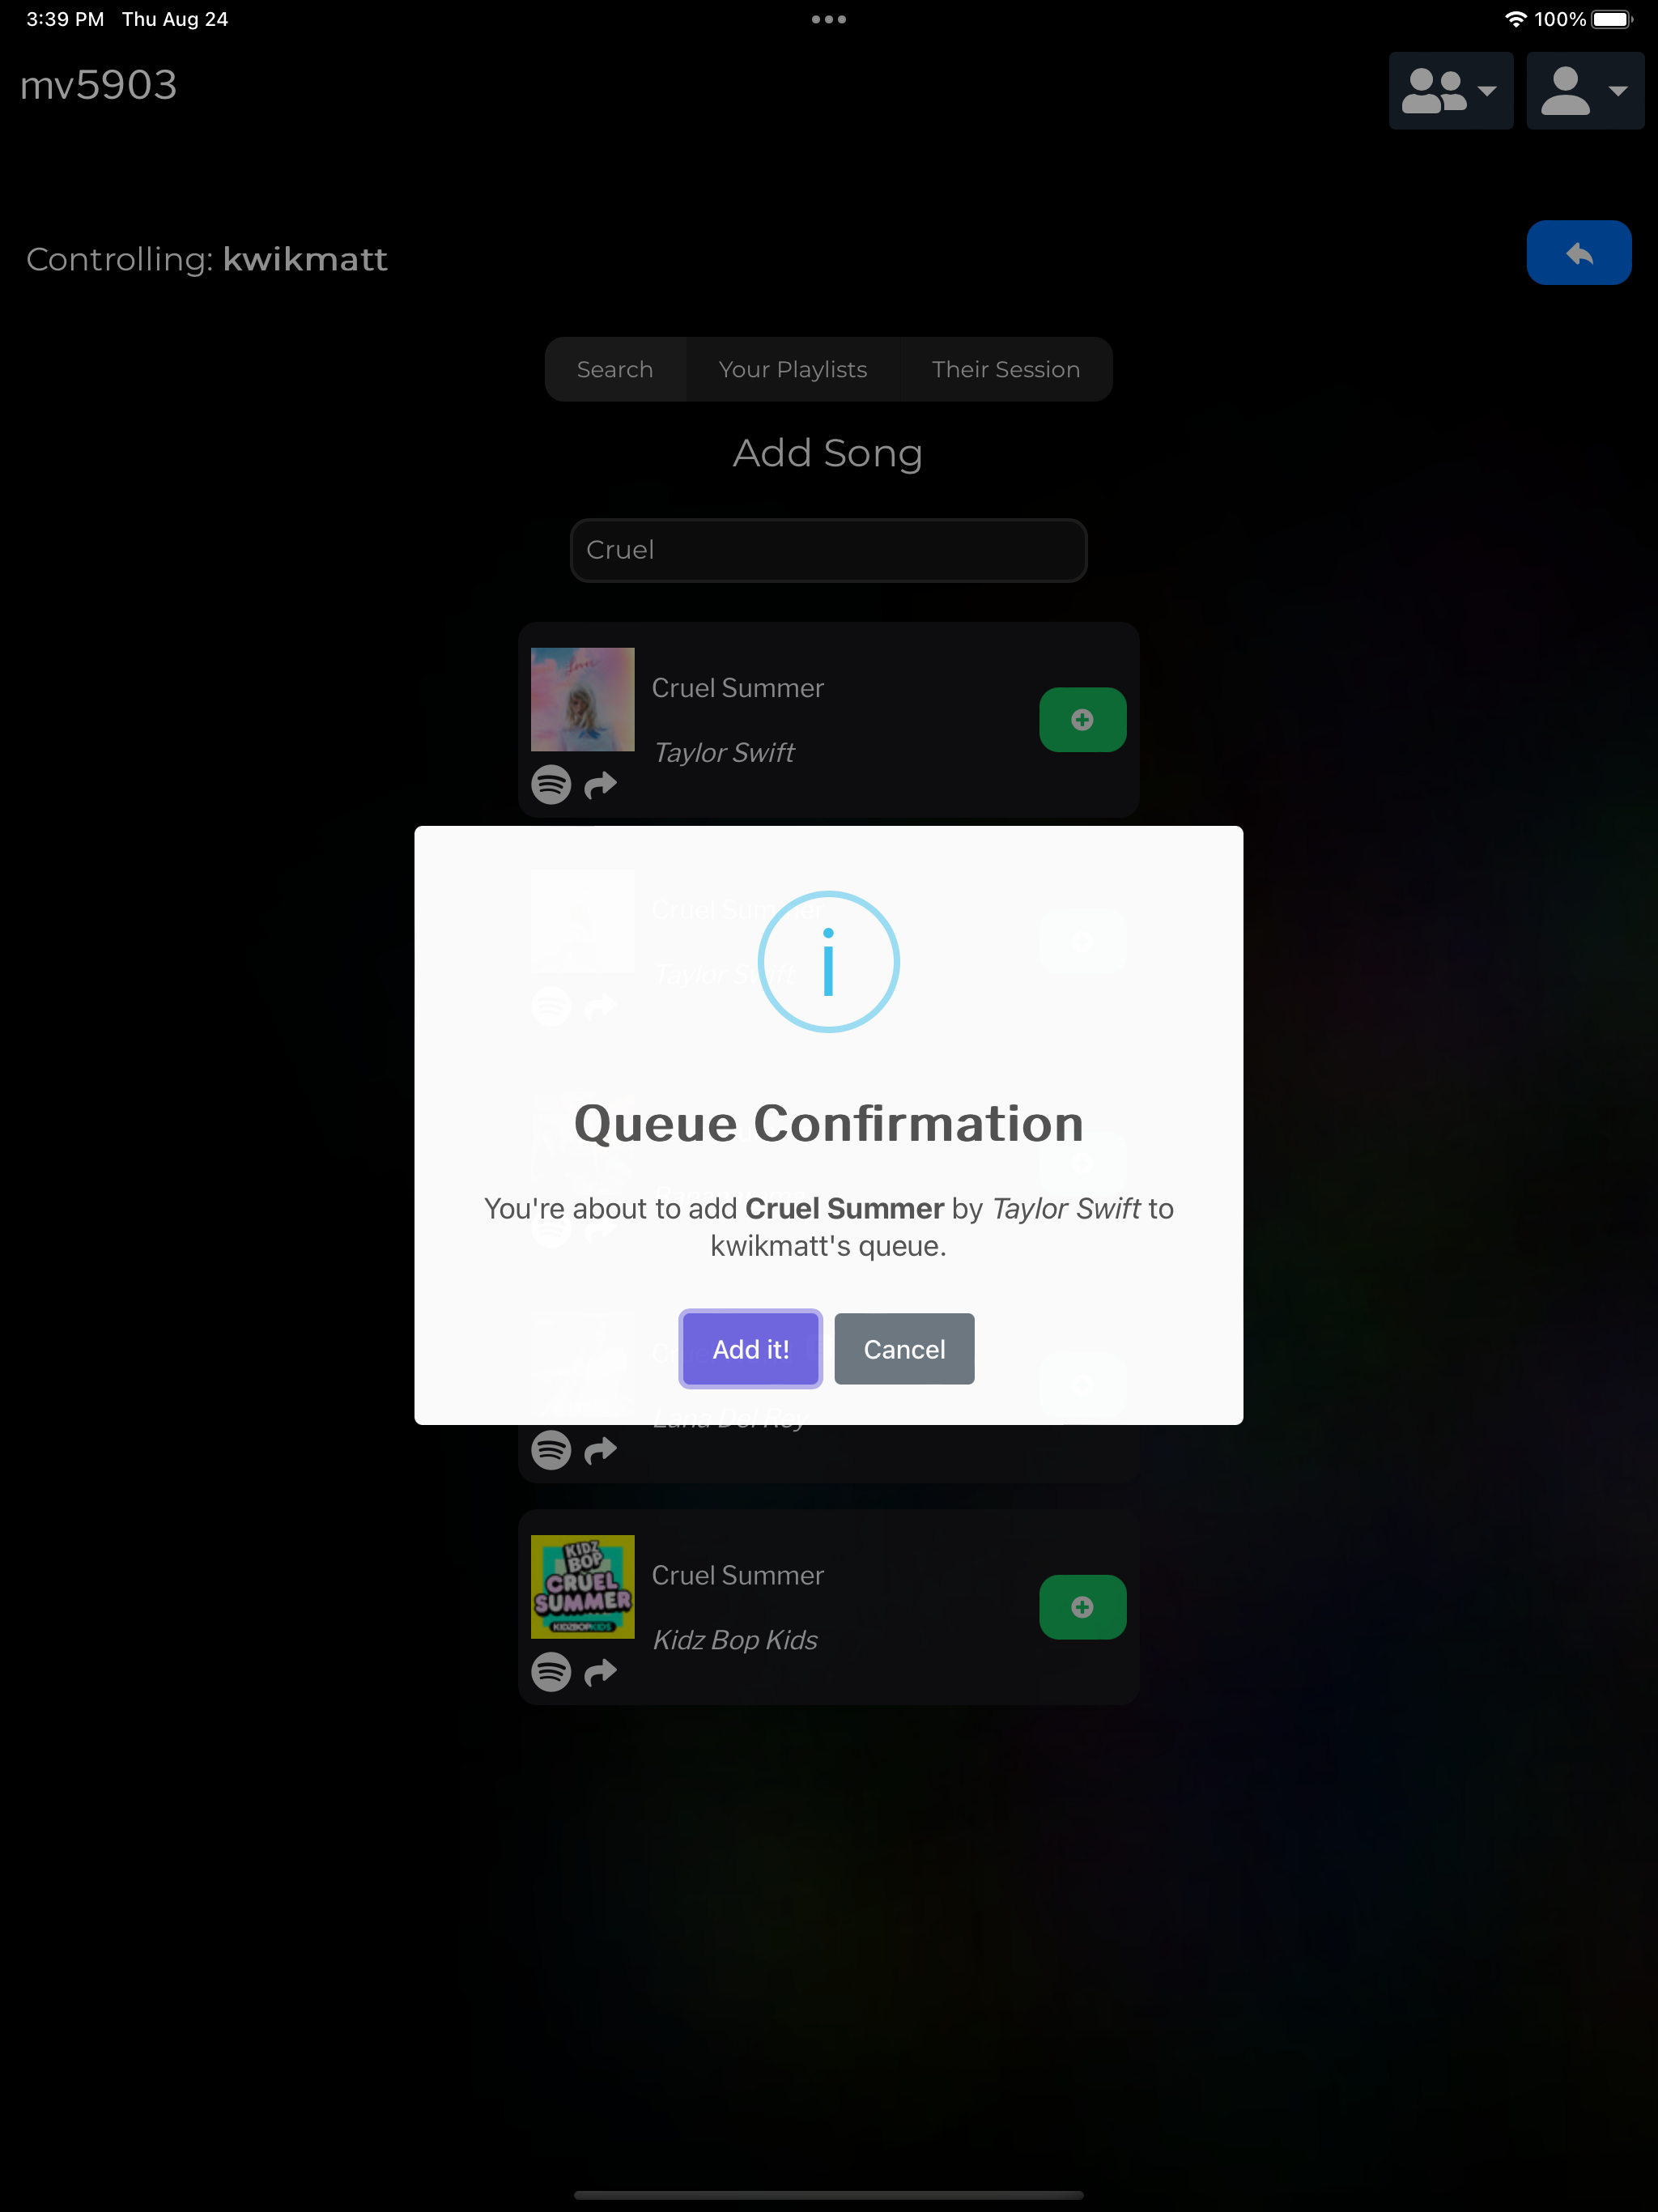 3:39 PM Thu Aug 24
100%
mv5903
Controlling: kwikmatt
Search Your Playlists Their Session
Add Song
Cruel
Cruel Summer
Taylor Swift
Cruel Summer
Taylor Swift
Queue Confirmation
You're about to add Cruel Summer by Taylor Swift to
kwikmatt's queue.
Add it! Cancel
Lana Del Rey
KIDZ
BOP
CRUEL
SUMMER
KIDZBOPKIDS
Cruel Summer
Kidz Bop Kids